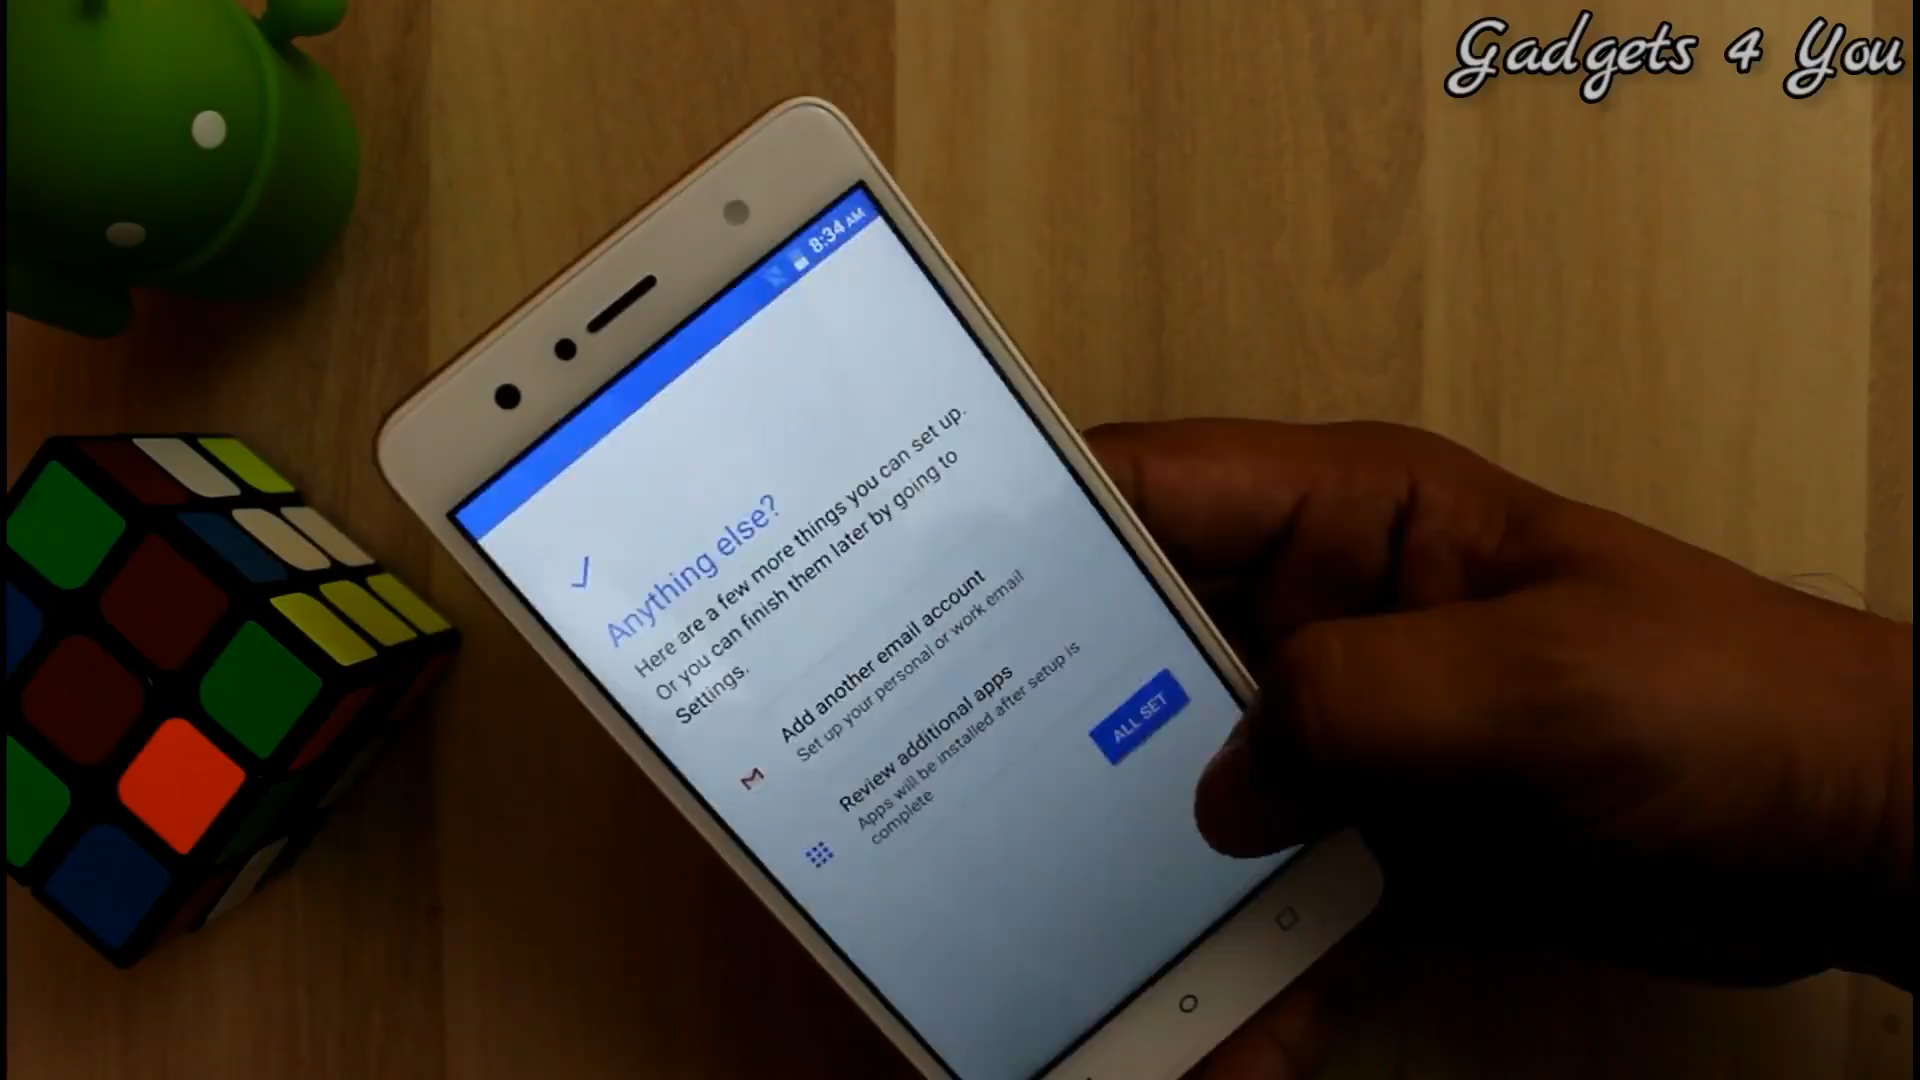 Gadgets 4 You
8:34 AM
Anything else?
Here are a few more things you can set up.
Or you can finish them later by going to
Settings.
Add another email account
Set up your personal or work email
Review additional apps
Apps will be installed after setup is
complete
ALL SET